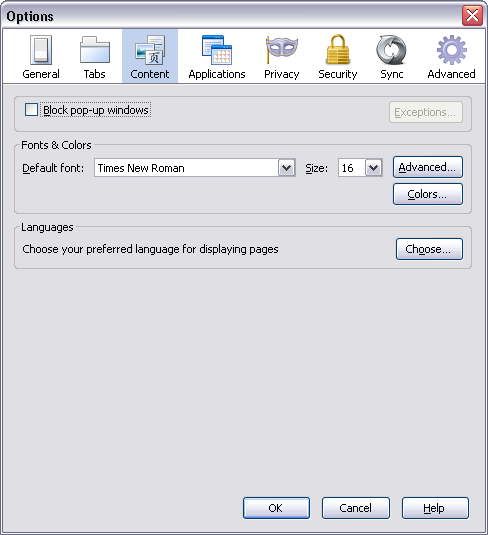 Options
General Tabs Content Applications Privacy Security Sync Advanced
Block pop-up windows Exceptions...
Fonts & Colors
Default font: Times New Roman Size: 16 Advanced...
Colors...
Languages
Choose your preferred language for displaying pages Choose...
OK Cancel Help